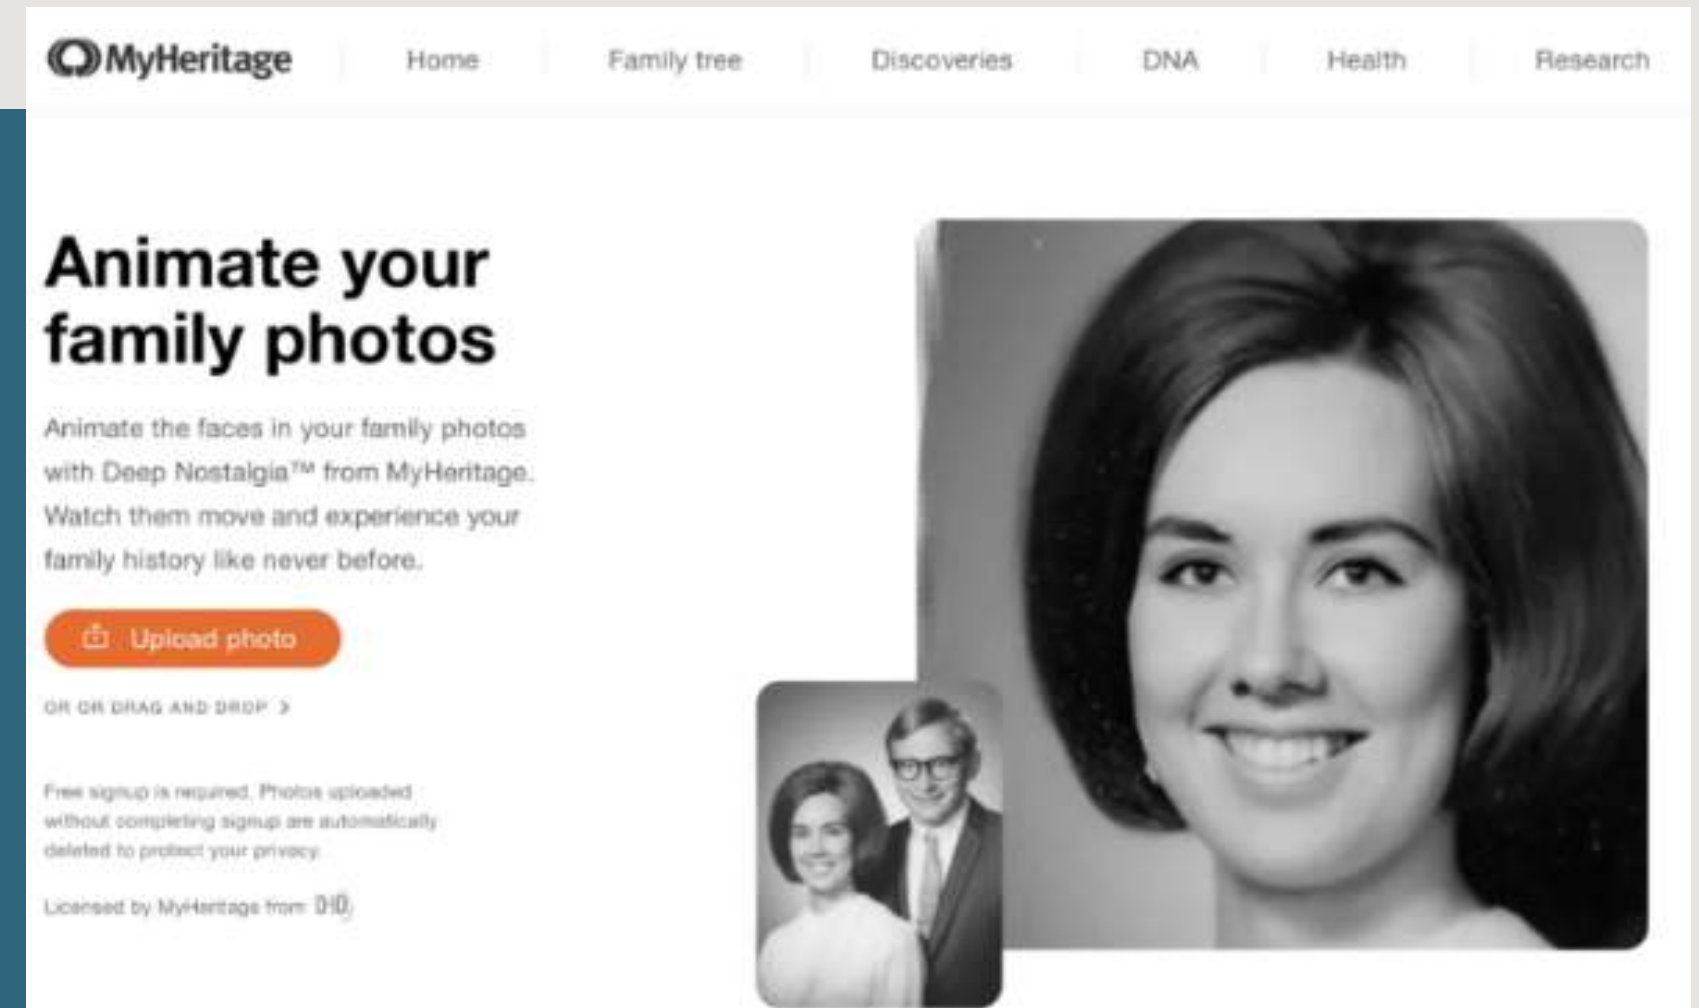 MyHeritage
Home
Family tree
Discoveries
DNA
Health
Research
Animate your
family photos
Animate the faces in your family photos
with Deep Nostalgia™ from MyHeritage.
Watch them move and experience your
family history like never before.
Upload photo
OR OR DRAG AND DROP >
Free signup is required. Photos uploaded
without completing signup are automatically
deleted to protect your privacy.
Licensed by MyHeritage from D-ID